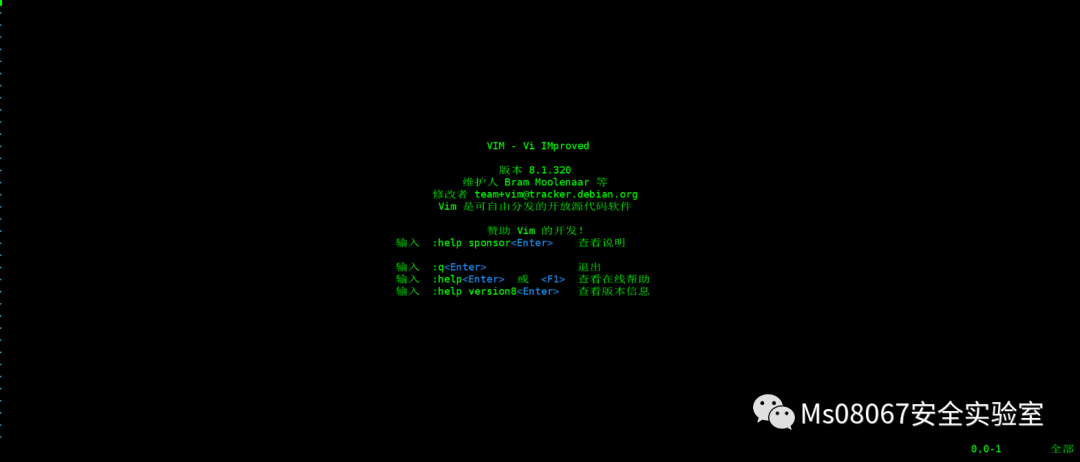 VIM - Vi IMproved
版本 8.1.320
维护人 Bram Moolenaar 等
修改者 team+vim@tracker.debian.org
Vim 是可自由分发的开放源代码软件
赞助 Vim 的开发!
输入 :help sponsor<Enter> 查看说明
输入 :q<Enter> 退出
输入 :help<Enter> 或 <F1> 查看在线帮助
输入 :help version8<Enter> 查看版本信息
Ms08067安全实验室
0,0-1 全部